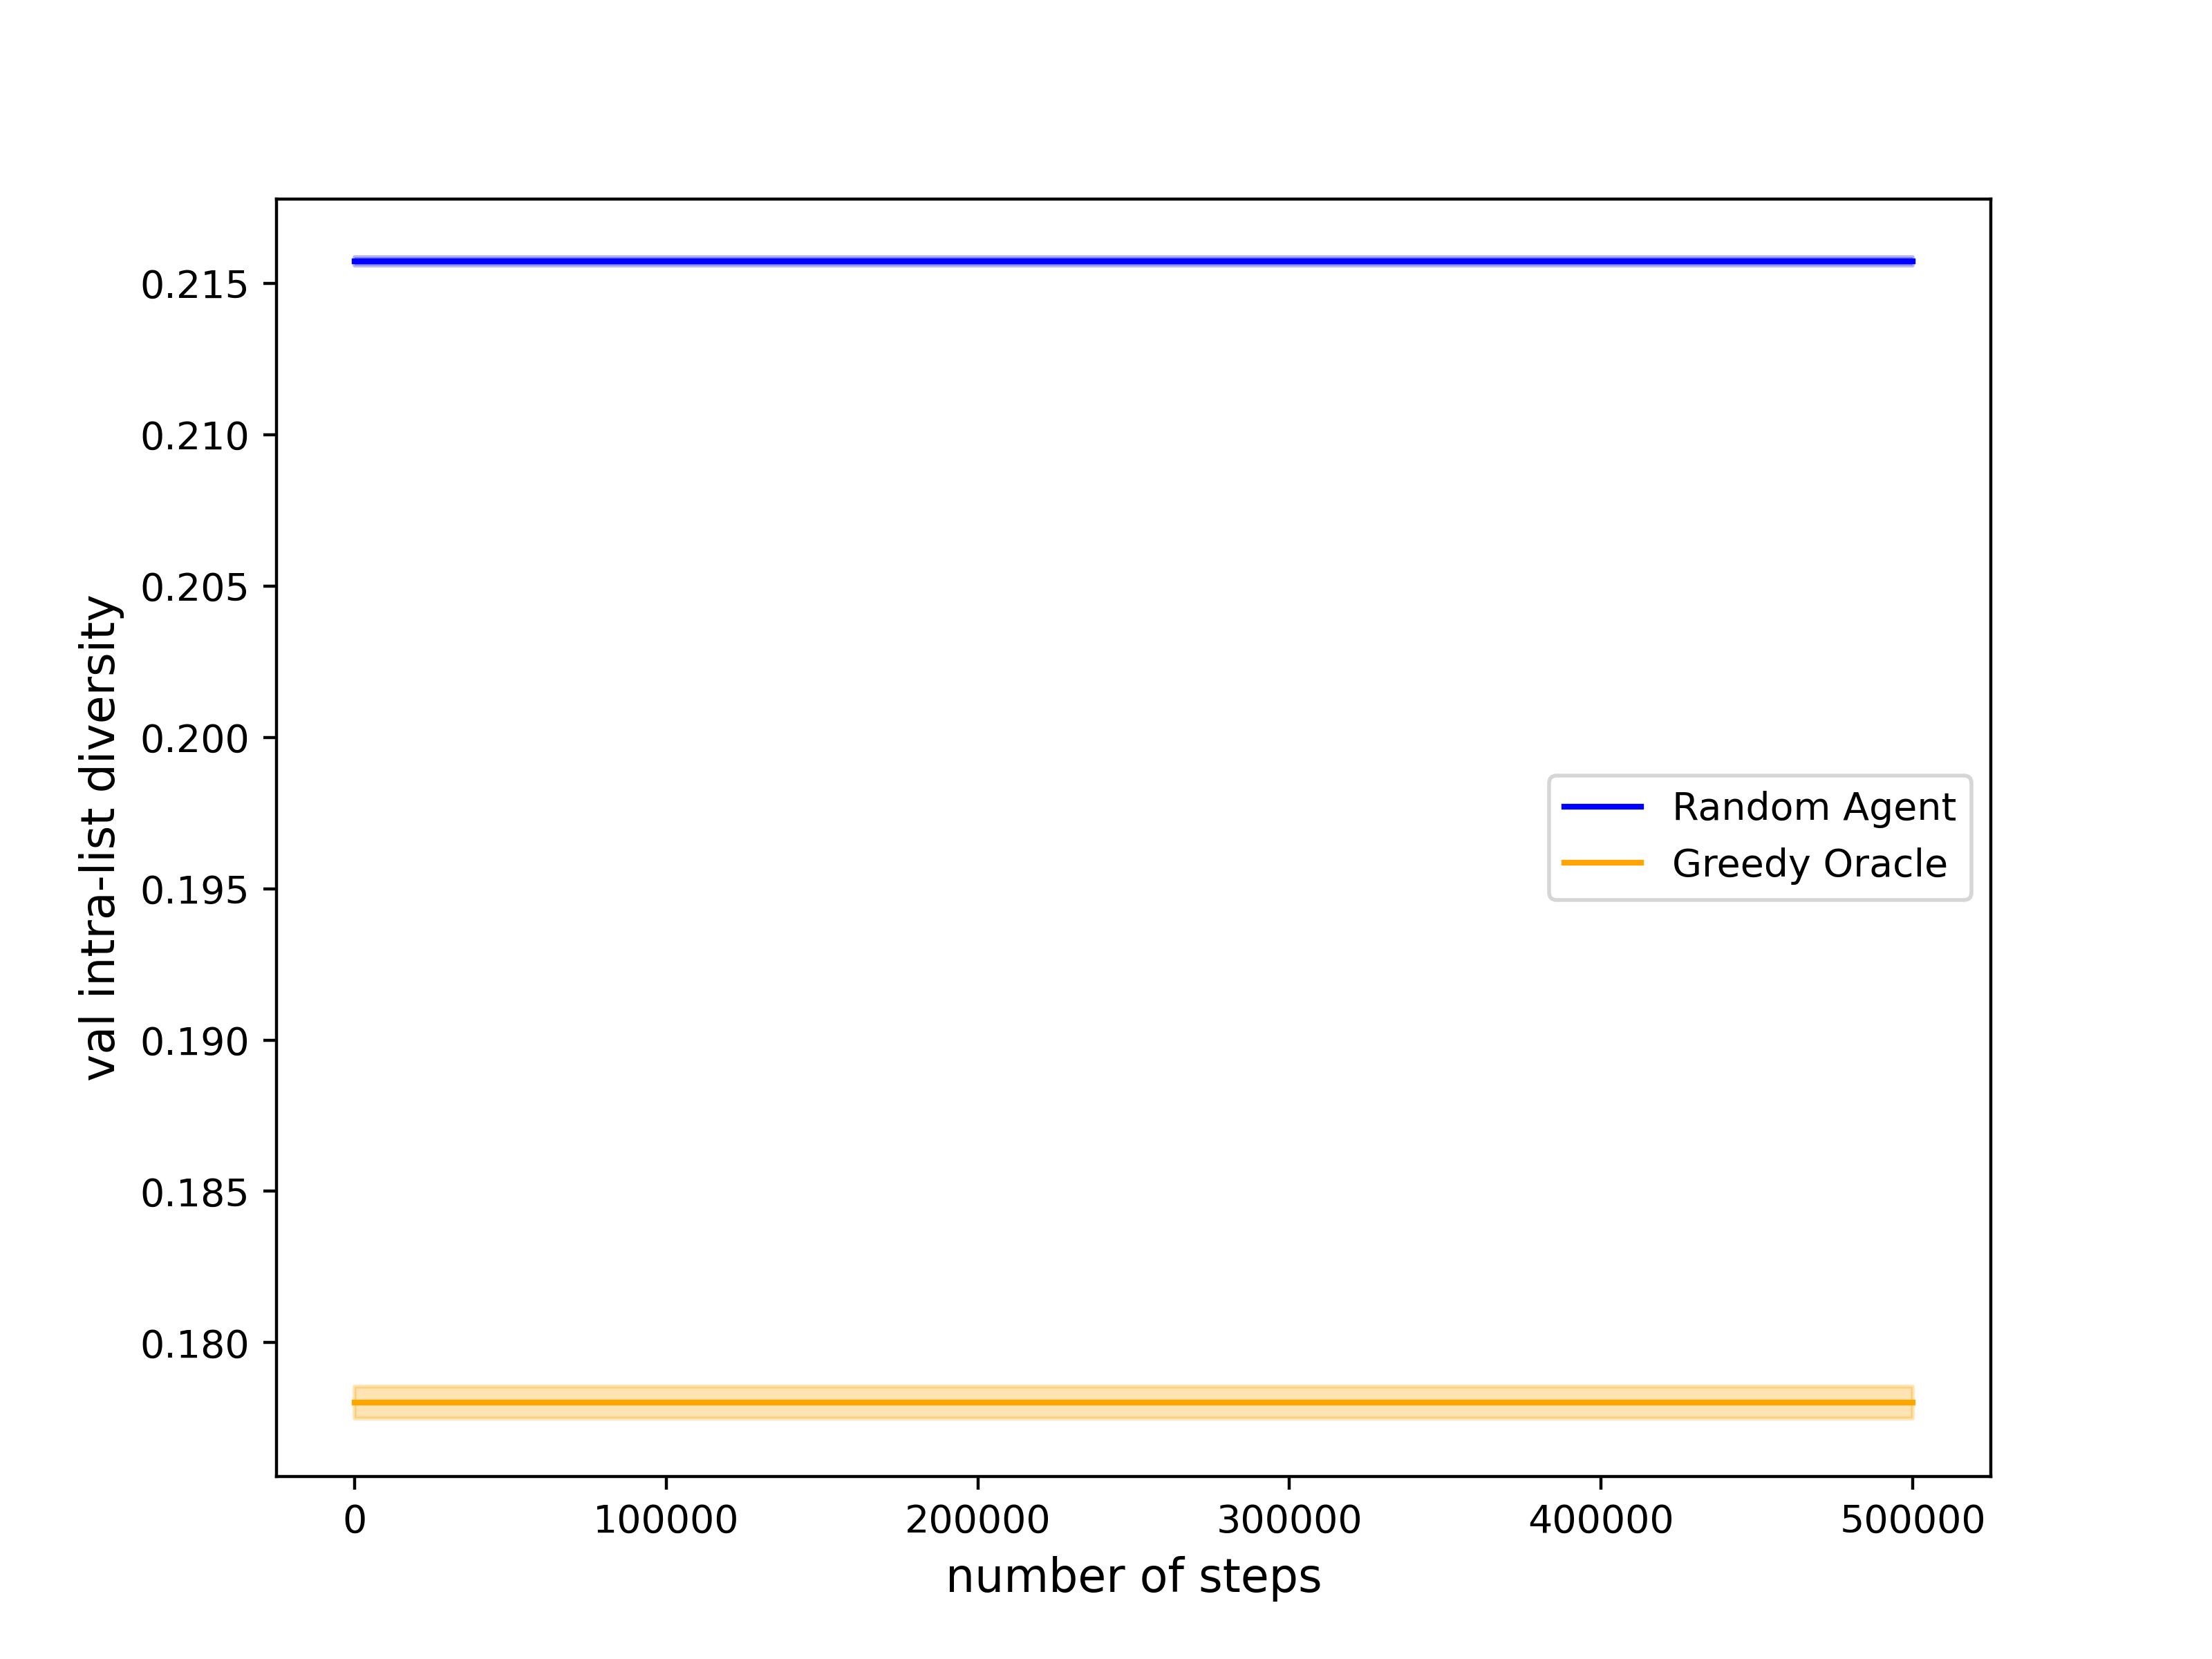 0.215
0.210
0.205
0.200
0.195
0.190
0.185
0.180
val intra-list diversity
Random Agent
Greedy Oracle
0 100000 200000 300000 400000 500000
number of steps